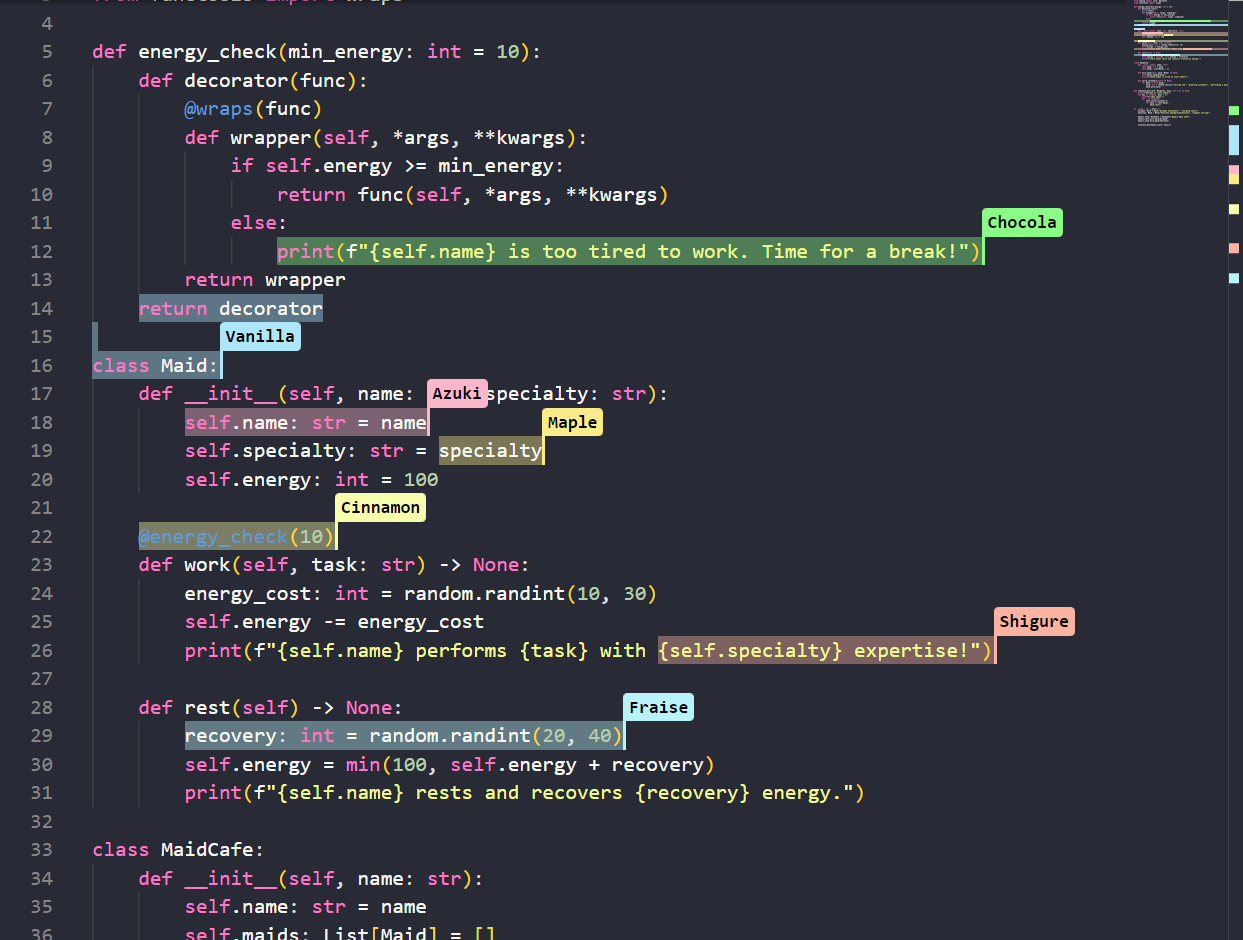 4
5 def energy_check(min_energy: int = 10):
6 def decorator(func):
7 @wraps(func)
8 def wrapper(self, *args, **kwargs):
9 if self.energy >= min_energy:
10 return func(self, *args, **kwargs)
11 else:
Chocola
12 print(f"{self.name} is too tired to work. Time for a break!")
13 return wrapper
14 return decorator
15
Vanilla
16 class Maid:
17 def __init__(self, name: specialty: str):
Azuki
18 self.name: str = name
Maple
19 self.specialty: str = specialty
20 self.energy: int = 100
21
Cinnamon
22 @energy_check(10)
23 def work(self, task: str) -> None:
24 energy_cost: int = random.randint(10, 30)
25 self.energy -= energy_cost
Shigure
26 print(f"{self.name} performs {task} with {self.specialty} expertise!")
27
28 def rest(self) -> None:
Fraise
29 recovery: int = random.randint(20, 40)
30 self.energy = min(100, self.energy + recovery)
31 print(f"{self.name} rests and recovers {recovery} energy.")
32
33 class MaidCafe:
34 def __init__(self, name: str):
35 self.name: str = name
36 self.maids: List[Maid] = []